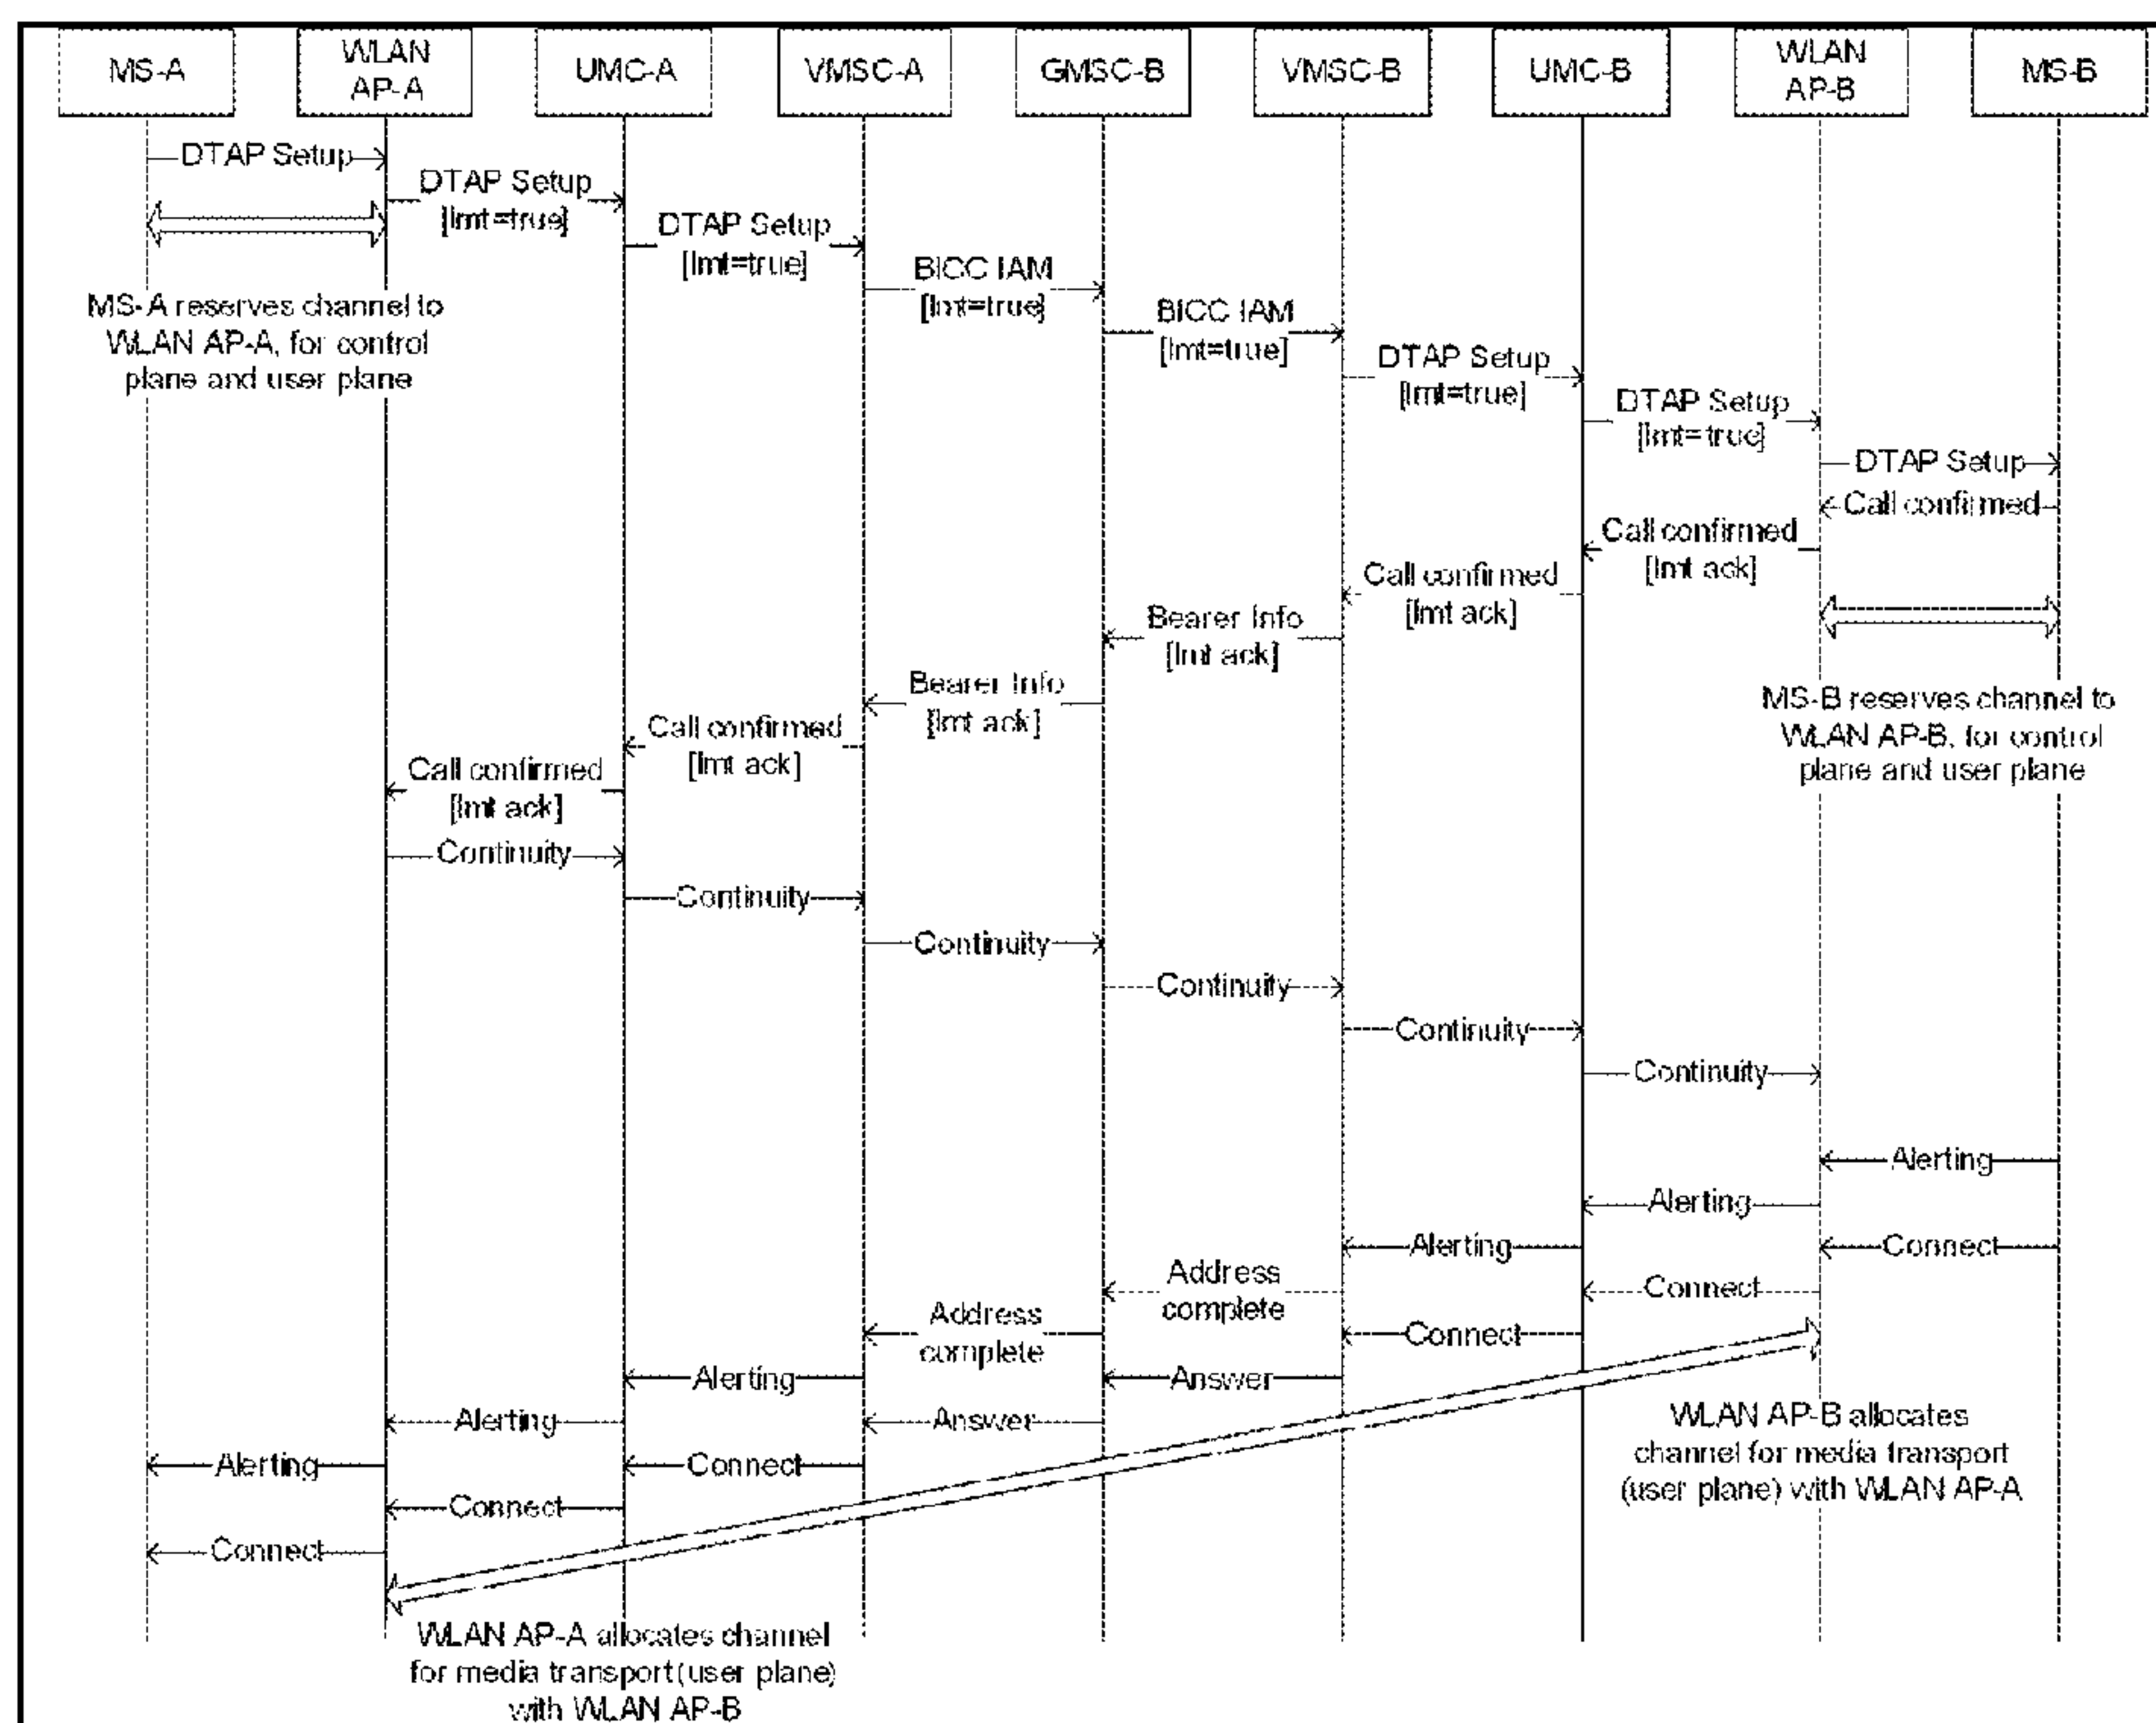 MS-A
WLAN
AP-A
UMC-A
VMSC-A
GMSC-B
VMSC-B
UMC-B
WLAN
AP-B
MS-B
DTAP Setup
DTAP Setup
[lmt=true]
DTAP Setup
[lmt=true]
BICC IAM
[lmt=true]
BICC IAM
[lmt=true]
DTAP Setup
[lmt=true]
DTAP Setup
[lmt=true]
DTAP Setup
MS-A reserves channel to
WLAN AP-A, for control
plane and user plane
Call confirmed
Call confirmed
[lmt ack]
Call confirmed
[lmt ack]
Bearer Info
[lmt ack]
Bearer Info
[lmt ack]
Call confirmed
[lmt ack]
Call confirmed
[lmt ack]
MS-B reserves channel to
WLAN AP-B, for control
plane and user plane
Continuity
Continuity
Continuity
Continuity
Continuity
Continuity
Alerting
Alerting
Alerting
Connect
Address
complete
Connect
Address
complete
Connect
Alerting
Answer
Alerting
Answer
Alerting
Connect
Connect
Connect
WLAN AP-B allocates
channel for media transport
(user plane) with WLAN AP-A
WLAN AP-A allocates channel
for media transport (user plane)
with WLAN AP-B